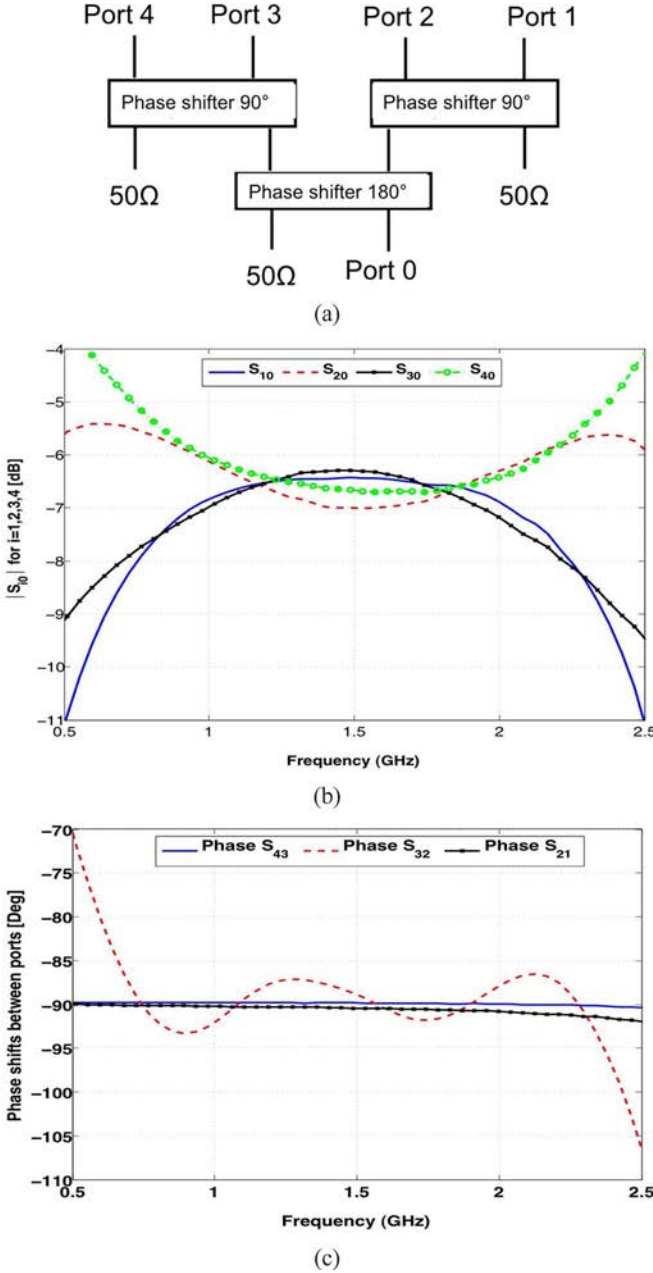 Port 4 Port 3 Port 2 Port 1
Phase shifter 90° Phase shifter 90°
50Ω Phase shifter 180° 50Ω
50Ω Port 0
(a)
S10 S20 S30 S40
-4
-5
-6
-7
-8
-9
-10
-11
|Si0| for i=1,2,3,4 [dB]
0.5 1 1.5 2 2.5
Frequency (GHz)
(b)
Phase S43 Phase S32 Phase S21
-70
-75
-80
-85
-90
-95
-100
-105
-110
Phase shifts between ports [Deg]
0.5 1 1.5 2 2.5
Frequency (GHz)
(c)